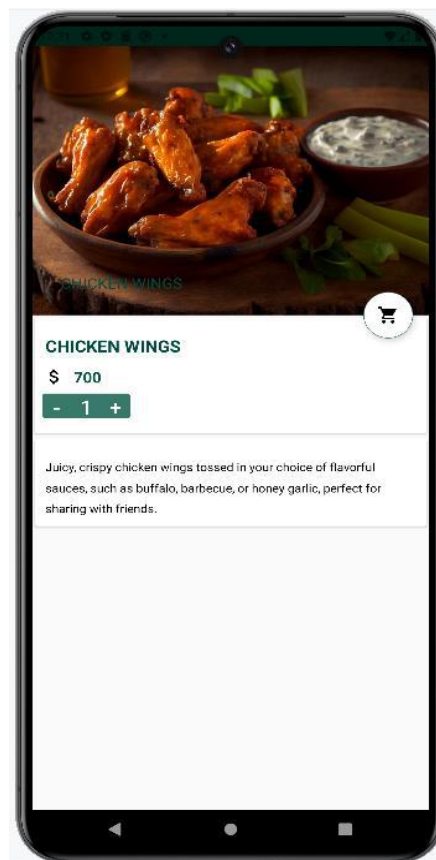 CHICKEN WINGS
CHICKEN WINGS
$ 700
- 1 +
Juicy, crispy chicken wings tossed in your choice of flavorful
sauces, such as buffalo, barbecue, or honey garlic, perfect for
sharing with friends.